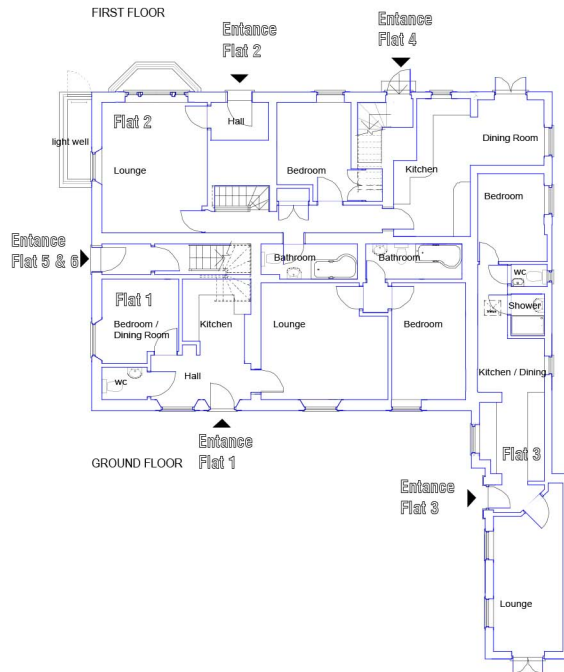 FIRST FLOOR
Entance
Flat 2
Entance
Flat 4
Flat 2
Hall
light well
Dining Room
Lounge
Bedroom
Kitchen
Bedroom
Entance
Flat 5 & 6
Bathroom
Bathroom
wc
Flat 1
Shower
Bedroom /
Dining Room
Kitchen
Lounge
Bedroom
Kitchen / Dining
Hall
wc
Entance
Flat 1
GROUND FLOOR
Flat 3
Entance
Flat 3
Lounge